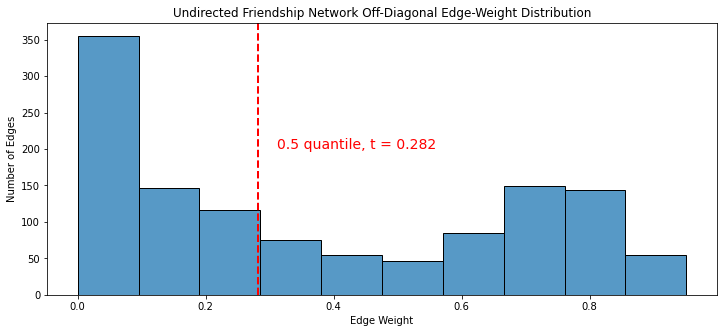 Undirected Friendship Network Off-Diagonal Edge-Weight Distribution
350
300
250
200
150
100
50
0
Number of Edges
0.5 quantile, t = 0.282
0.0 0.2 0.4 0.6 0.8
Edge Weight